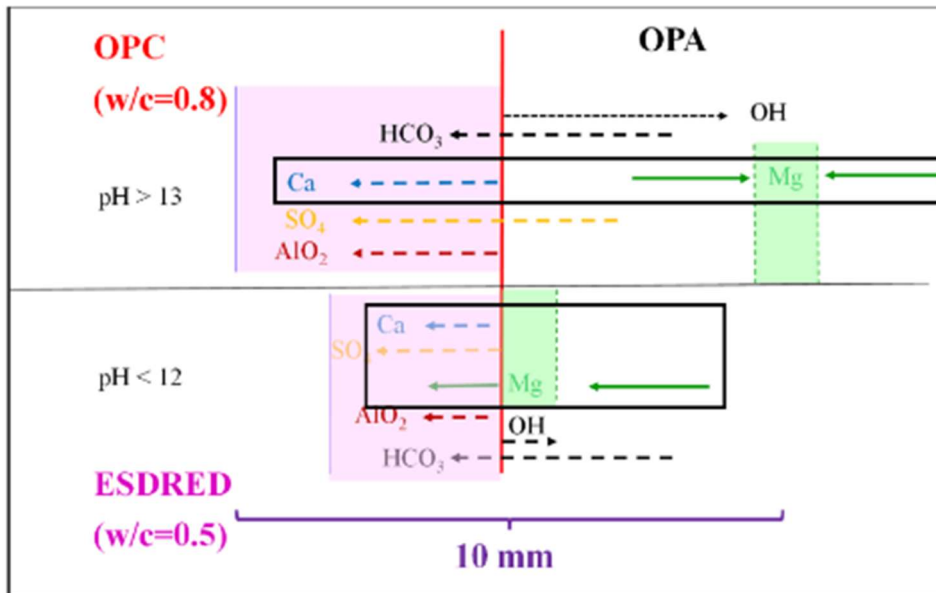 OPC
(w/c=0.8)
OPA
OH
HCO3
Ca
Mg
pH > 13
SO4
AlO2
Ca
SO4
pH < 12
Mg
AlO2
OH
HCO3
ESDRED
(w/c=0.5)
10 mm